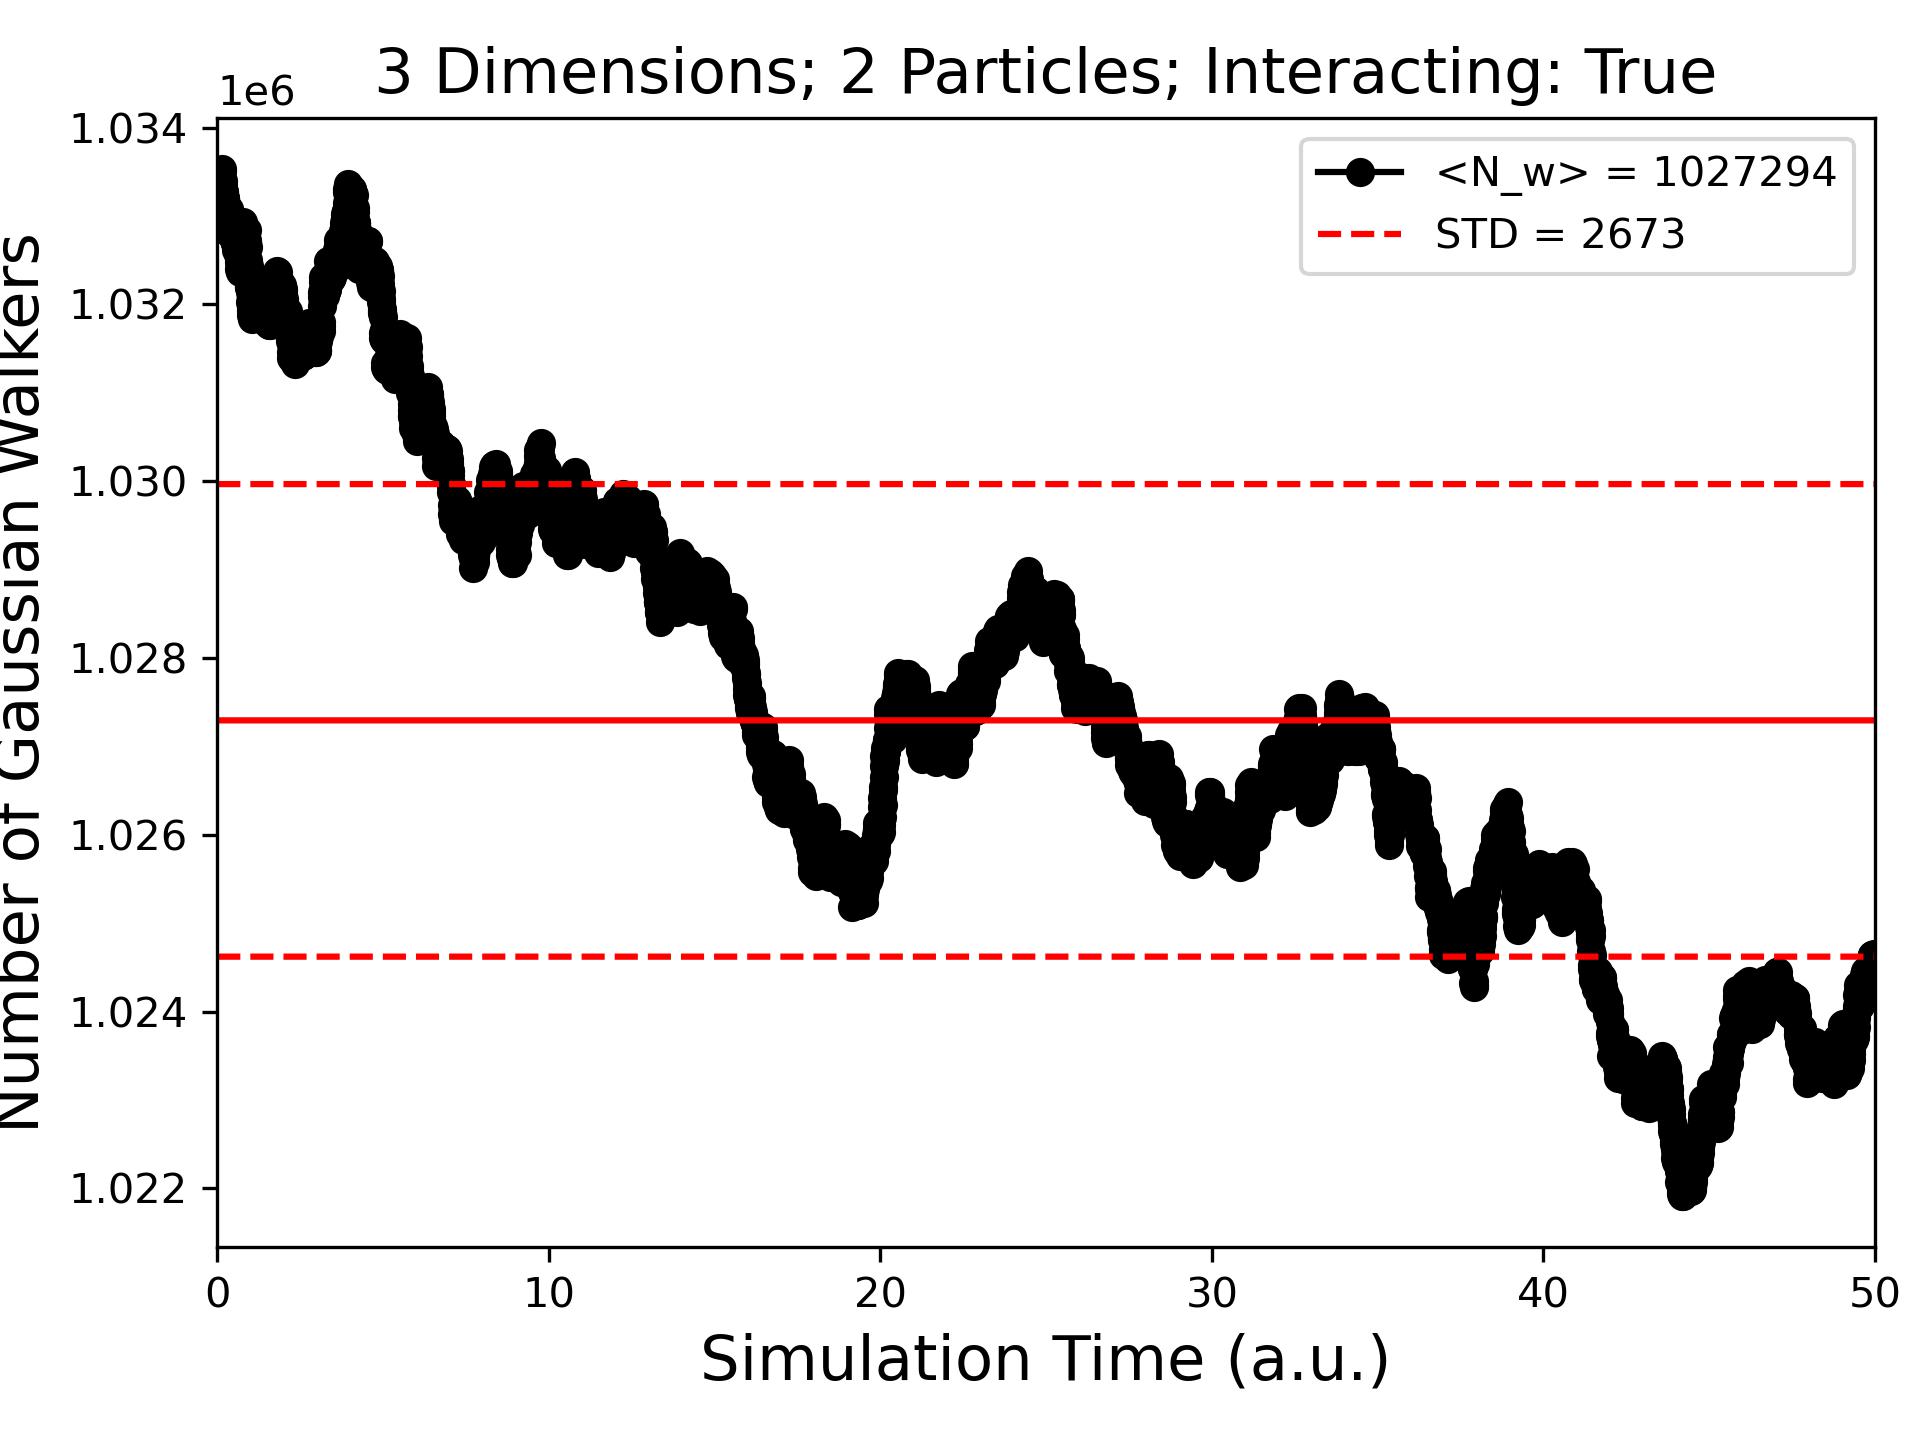 3 Dimensions; 2 Particles; Interacting: True
1e6
1.034
1.032
1.030
1.028
1.026
1.024
1.022
Number of Gaussian Walkers
<N_w> = 1027294
STD = 2673
0 10 20 30 40 50
Simulation Time (a.u.)